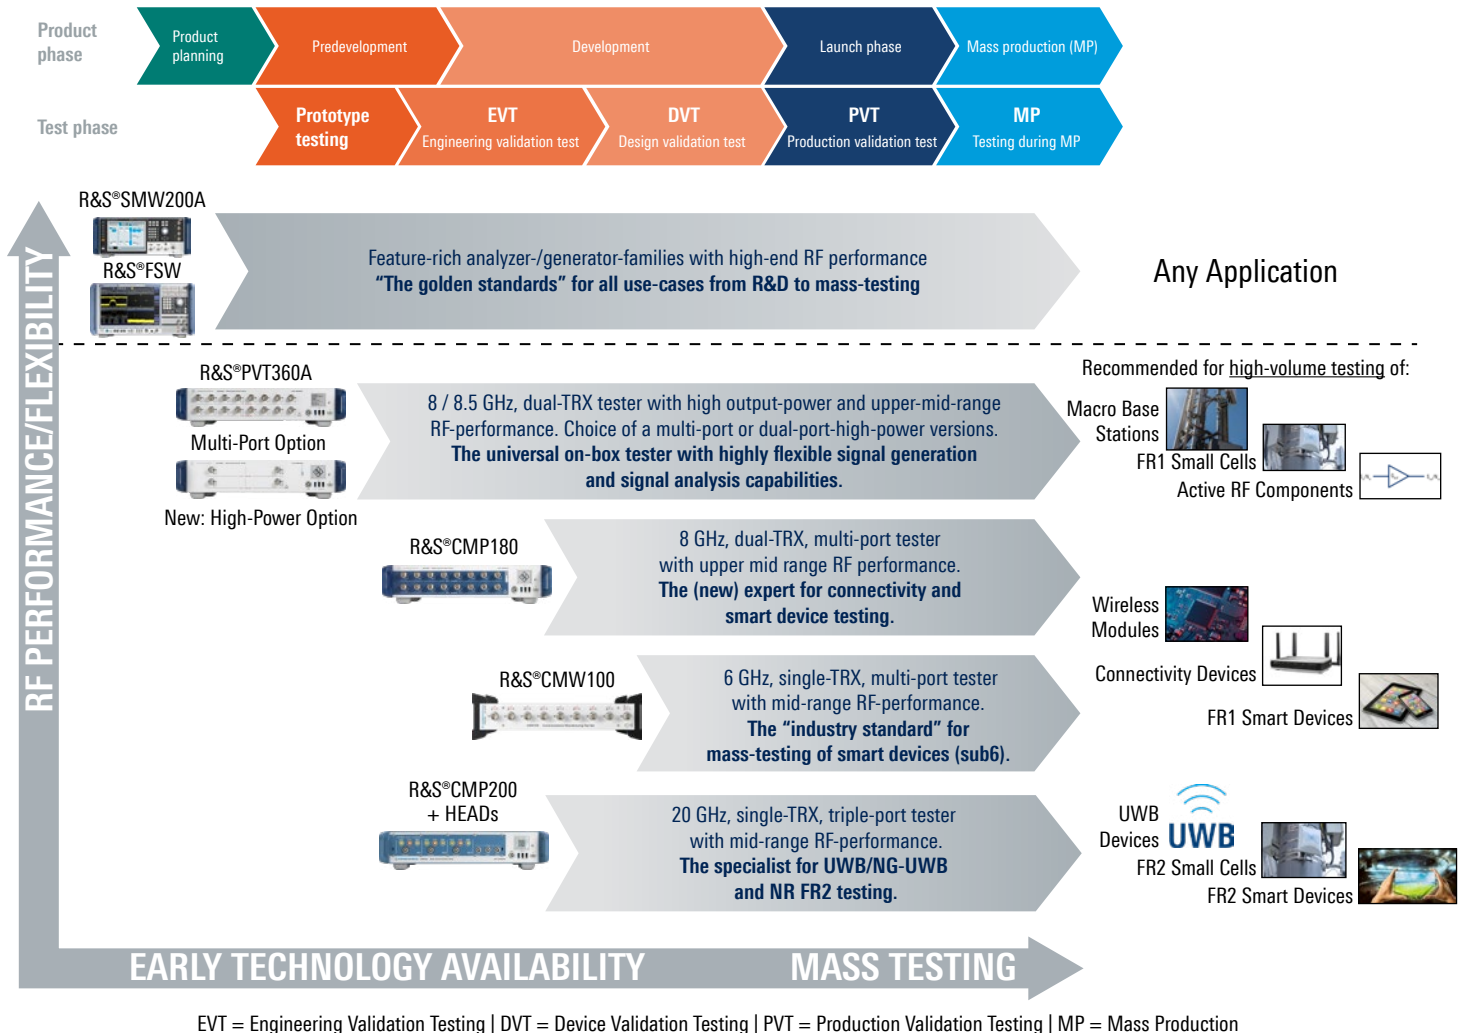 Product
phase
Product
planning
Predevelopment
Development
Launch phase
Mass production (MP)
Test phase
Prototype
testing
EVT
Engineering validation test
DVT
Design validation test
PVT
Production validation test
MP
Testing during MP
RF PERFORMANCE/FLEXIBILITY
R&S®SMW200A
R&S®FSW
Feature-rich analyzer-/generator-families with high-end RF performance
“The golden standards” for all use-cases from R&D to mass-testing
Any Application
R&S®PVT360A
Multi-Port Option
New: High-Power Option
8 / 8.5 GHz, dual-TRX tester with high output-power and upper-mid-range
RF-performance. Choice of a multi-port or dual-port-high-power versions.
The universal on-box tester with highly flexible signal generation
and signal analysis capabilities.
Recommended for high-volume testing of:
Macro Base
Stations
FR1 Small Cells
Active RF Components
R&S®CMP180
8 GHz, dual-TRX, multi-port tester
with upper mid range RF performance.
The (new) expert for connectivity and
smart device testing.
Wireless
Modules
Connectivity Devices
FR1 Smart Devices
R&S®CMW100
6 GHz, single-TRX, multi-port tester
with mid-range RF-performance.
The “industry standard” for
mass-testing of smart devices (sub6).
R&S®CMP200
+ HEADs
20 GHz, single-TRX, triple-port tester
with mid-range RF-performance.
The specialist for UWB/NG-UWB
and NR FR2 testing.
UWB
Devices
UWB
FR2 Small Cells
FR2 Smart Devices
EARLY TECHNOLOGY AVAILABILITY
MASS TESTING
EVT = Engineering Validation Testing | DVT = Device Validation Testing | PVT = Production Validation Testing | MP = Mass Production